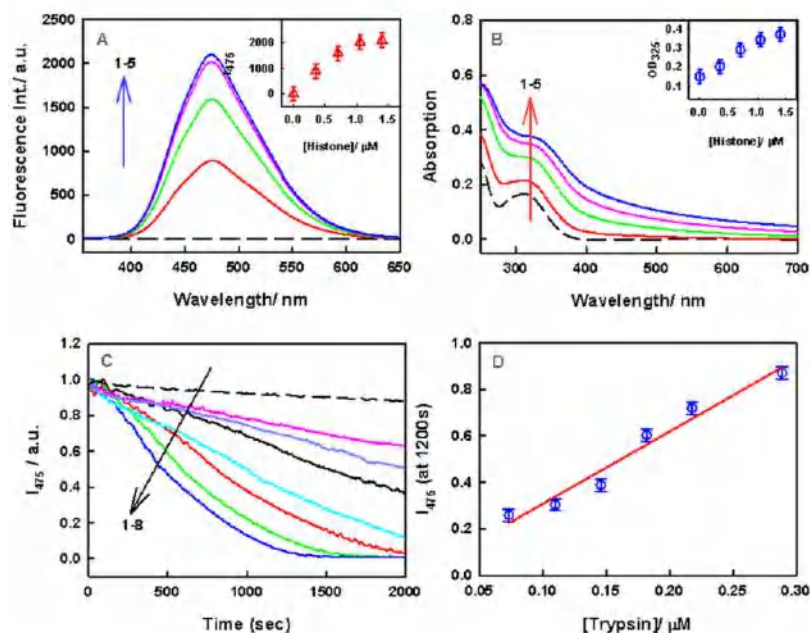 A
2500
2000
1500
1000
500
0
Fluorescence Int./ a.u.
1-5
400 450 500 550 600 650
Wavelength/ nm
2000
1000
0
I475
0.0 0.5 1.0 1.5
[Histone]/ μM
B
0.8
0.6
0.4
0.2
0.0
Absorption
1-5
300 400 500 600 700
Wavelength/ nm
0.4
0.3
0.2
0.1
OD325
0.0 0.5 1.0 1.5
[Histone]/ μM
C
1.2
1.0
0.8
0.6
0.4
0.2
0.0
I475 / a.u.
1-8
0 500 1000 1500 2000
Time (sec)
D
1.0
0.8
0.6
0.4
0.2
0.0
I475 (at 1200s)
0.05 0.10 0.15 0.20 0.25 0.30
[Trypsin]/ μM